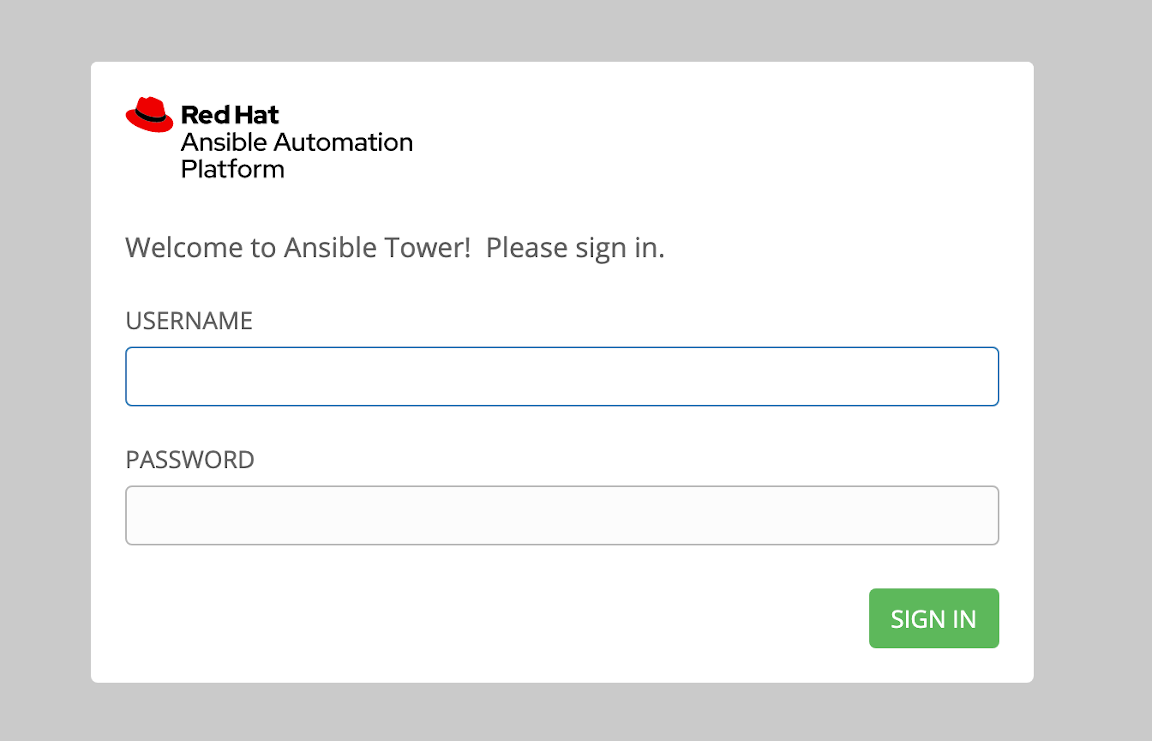 Red Hat
Ansible Automation
Platform
Welcome to Ansible Tower!  Please sign in.
USERNAME
PASSWORD
SIGN IN